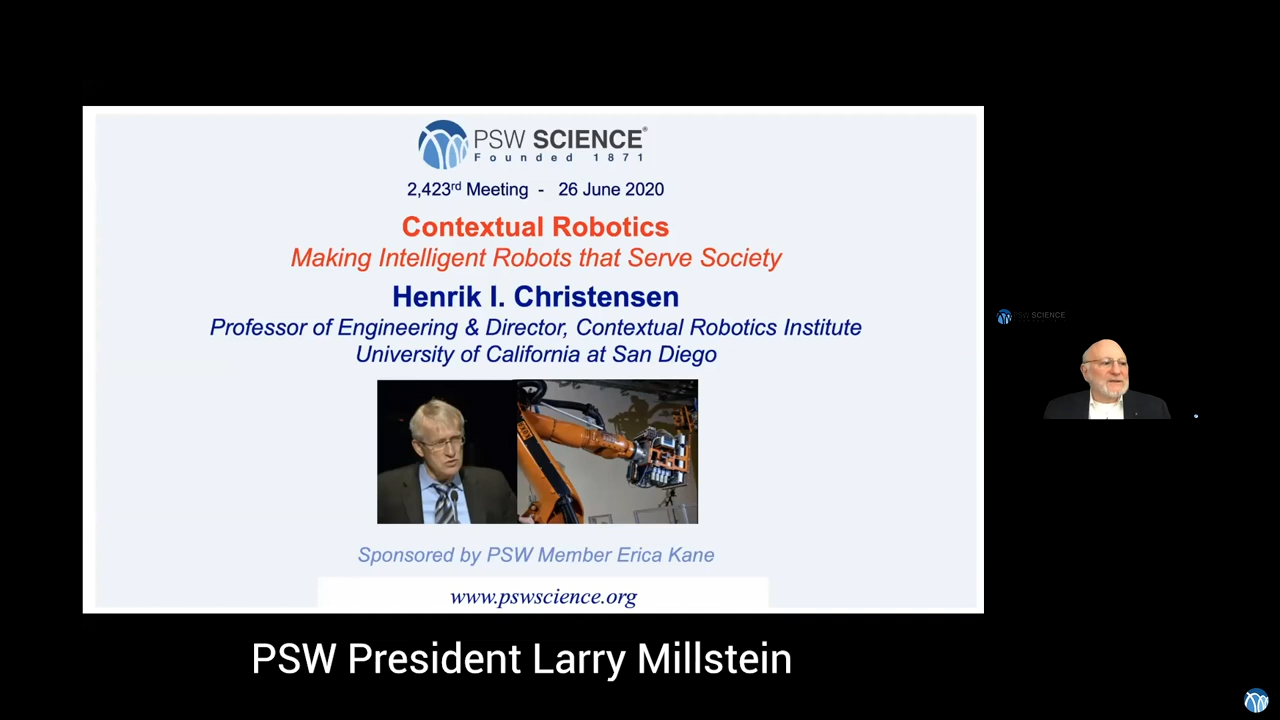 PSW SCIENCE®
Founded 1871
2,423rd Meeting - 26 June 2020
Contextual Robotics
Making Intelligent Robots that Serve Society
Henrik I. Christensen
Professor of Engineering & Director, Contextual Robotics Institute
University of California at San Diego
Sponsored by PSW Member Erica Kane
www.pswscience.org
PSW SCIENCE
PSW President Larry Millstein